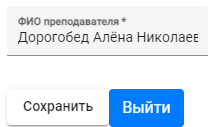 ФИО преподавателя *
Дорогобед Алёна Николаев
Сохранить
Выйти